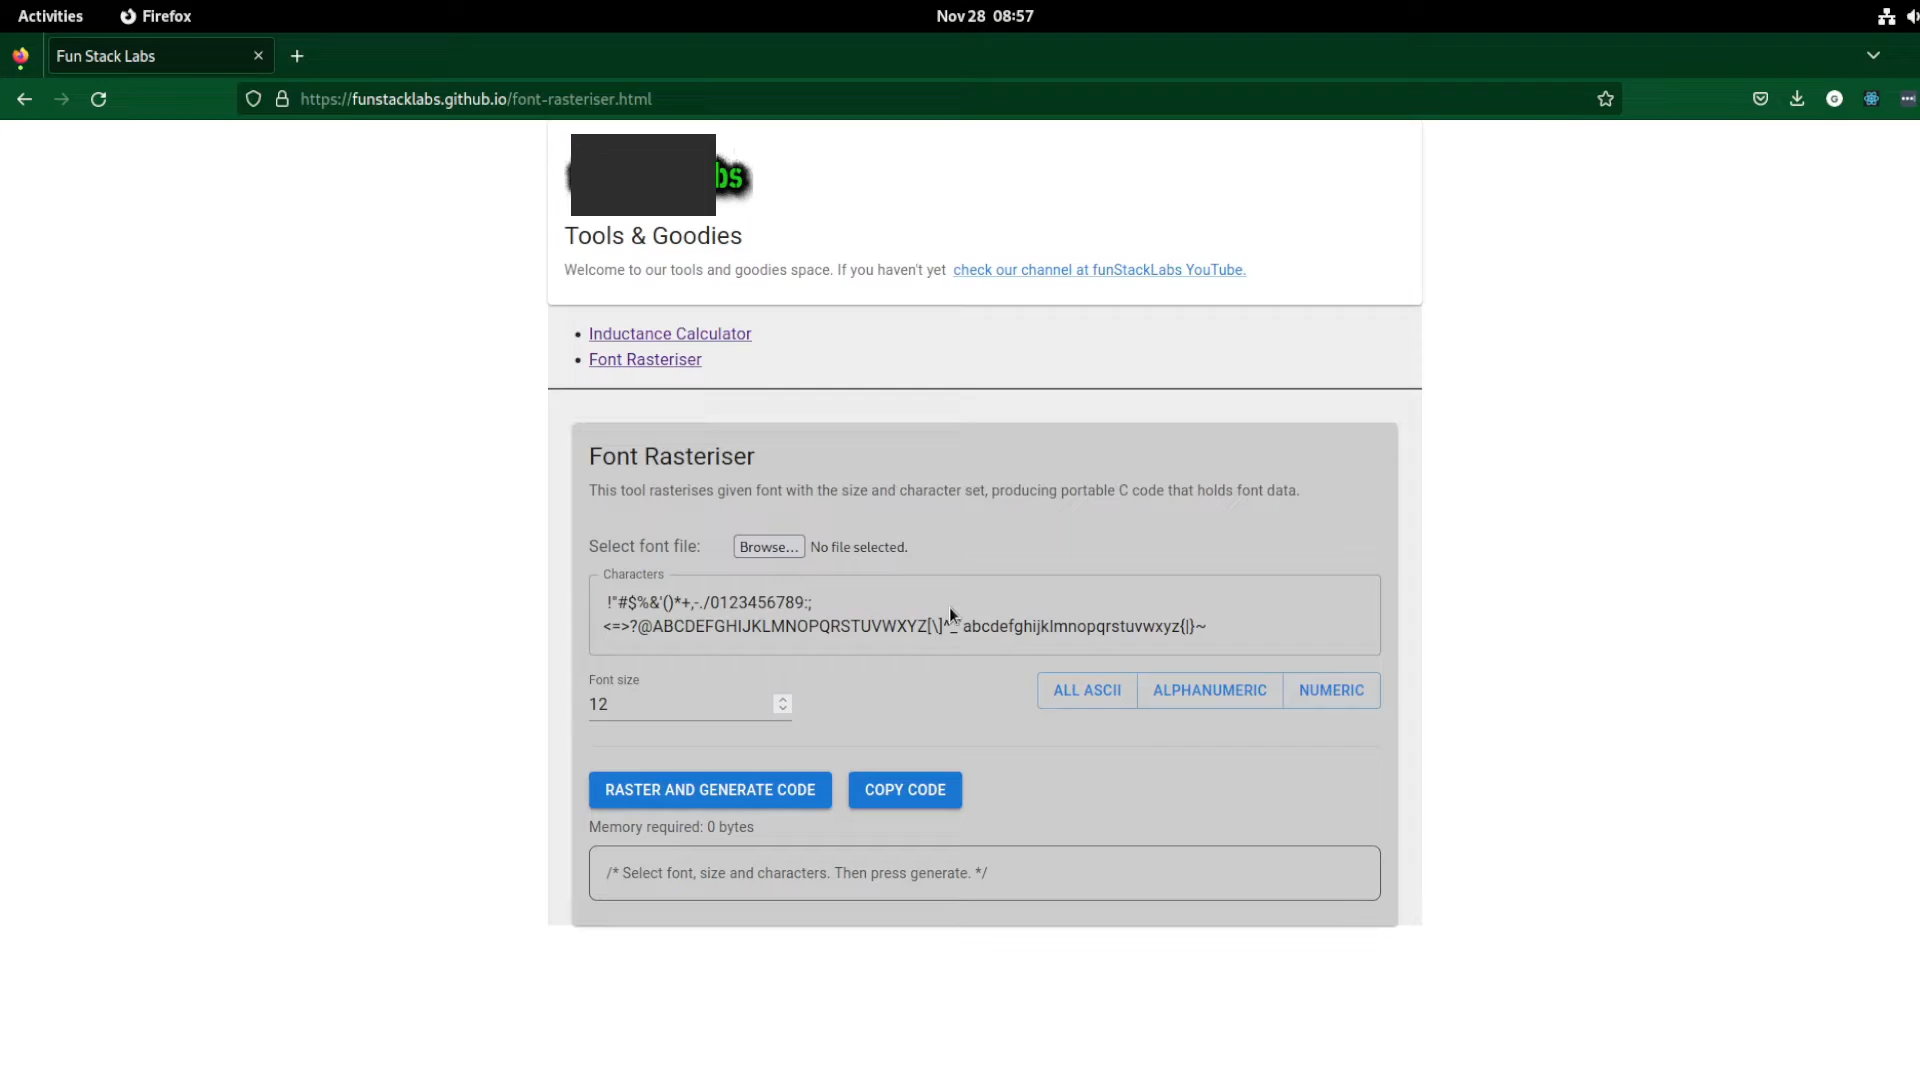 Activities
Firefox
Nov 28 08:57
Fun Stack Labs
https://funstacklabs.github.io/font-rasteriser.html
bs
Tools & Goodies
Welcome to our tools and goodies space. If you haven't yet check our channel at funStackLabs YouTube.
Inductance Calculator
Font Rasteriser
Font Rasteriser
This tool rasterises given font with the size and character set, producing portable C code that holds font data.
Select font file: Browse... No file selected.
Characters
!"#$%&'()*+,-./0123456789:;
<=>?@ABCDEFGHIJKLMNOPQRSTUVWXYZ[\]^_`abcdefghijklmnopqrstuvwxyz{|}~
Font size
12
ALL ASCII
ALPHANUMERIC
NUMERIC
RASTER AND GENERATE CODE
COPY CODE
Memory required: 0 bytes
/* Select font, size and characters. Then press generate. */